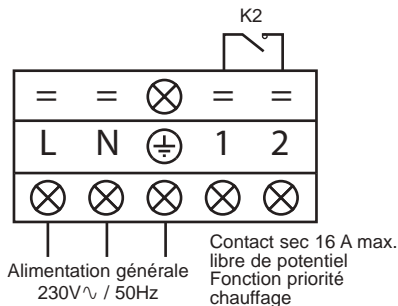 K2
= = = =
L N 1 2
Alimentation générale
230V∿ / 50Hz
Contact sec 16 A max.
libre de potentiel
Fonction priorité
chauffage